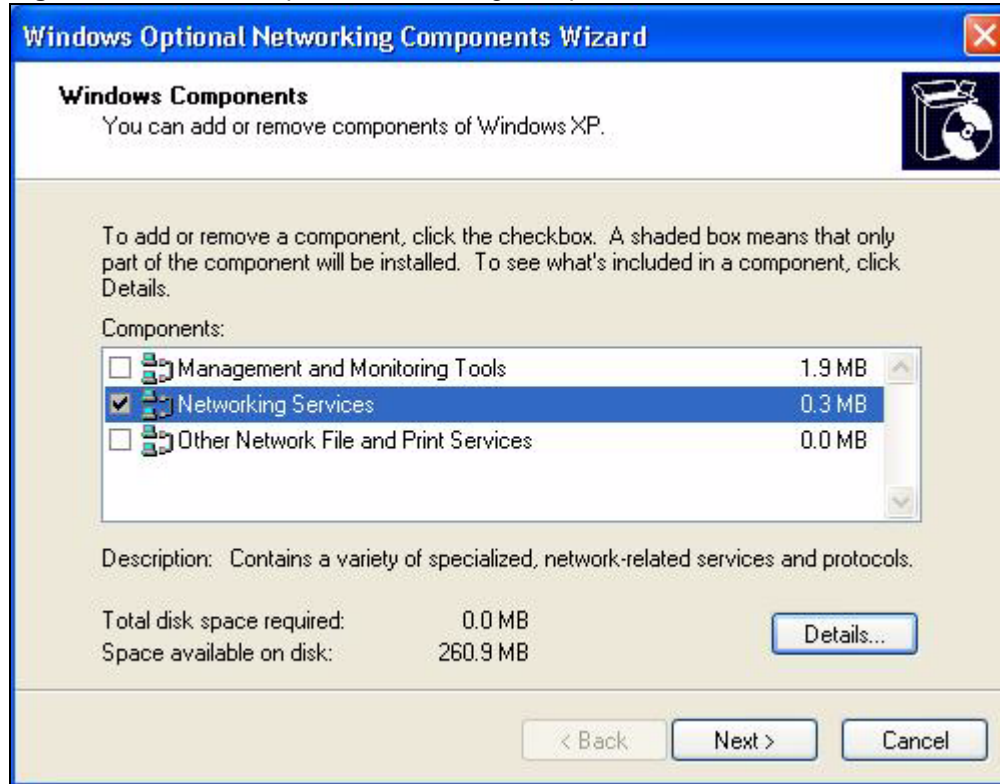 Windows Optional Networking Components Wizard
Windows Components
You can add or remove components of Windows XP.
To add or remove a component, click the checkbox. A shaded box means that only
part of the component will be installed. To see what's included in a component, click
Details.
Components:
Management and Monitoring Tools 1.9 MB
Networking Services 0.3 MB
Other Network File and Print Services 0.0 MB
Description: Contains a variety of specialized, network-related services and protocols.
Total disk space required: 0.0 MB
Space available on disk: 260.9 MB
Details...
< Back Next > Cancel